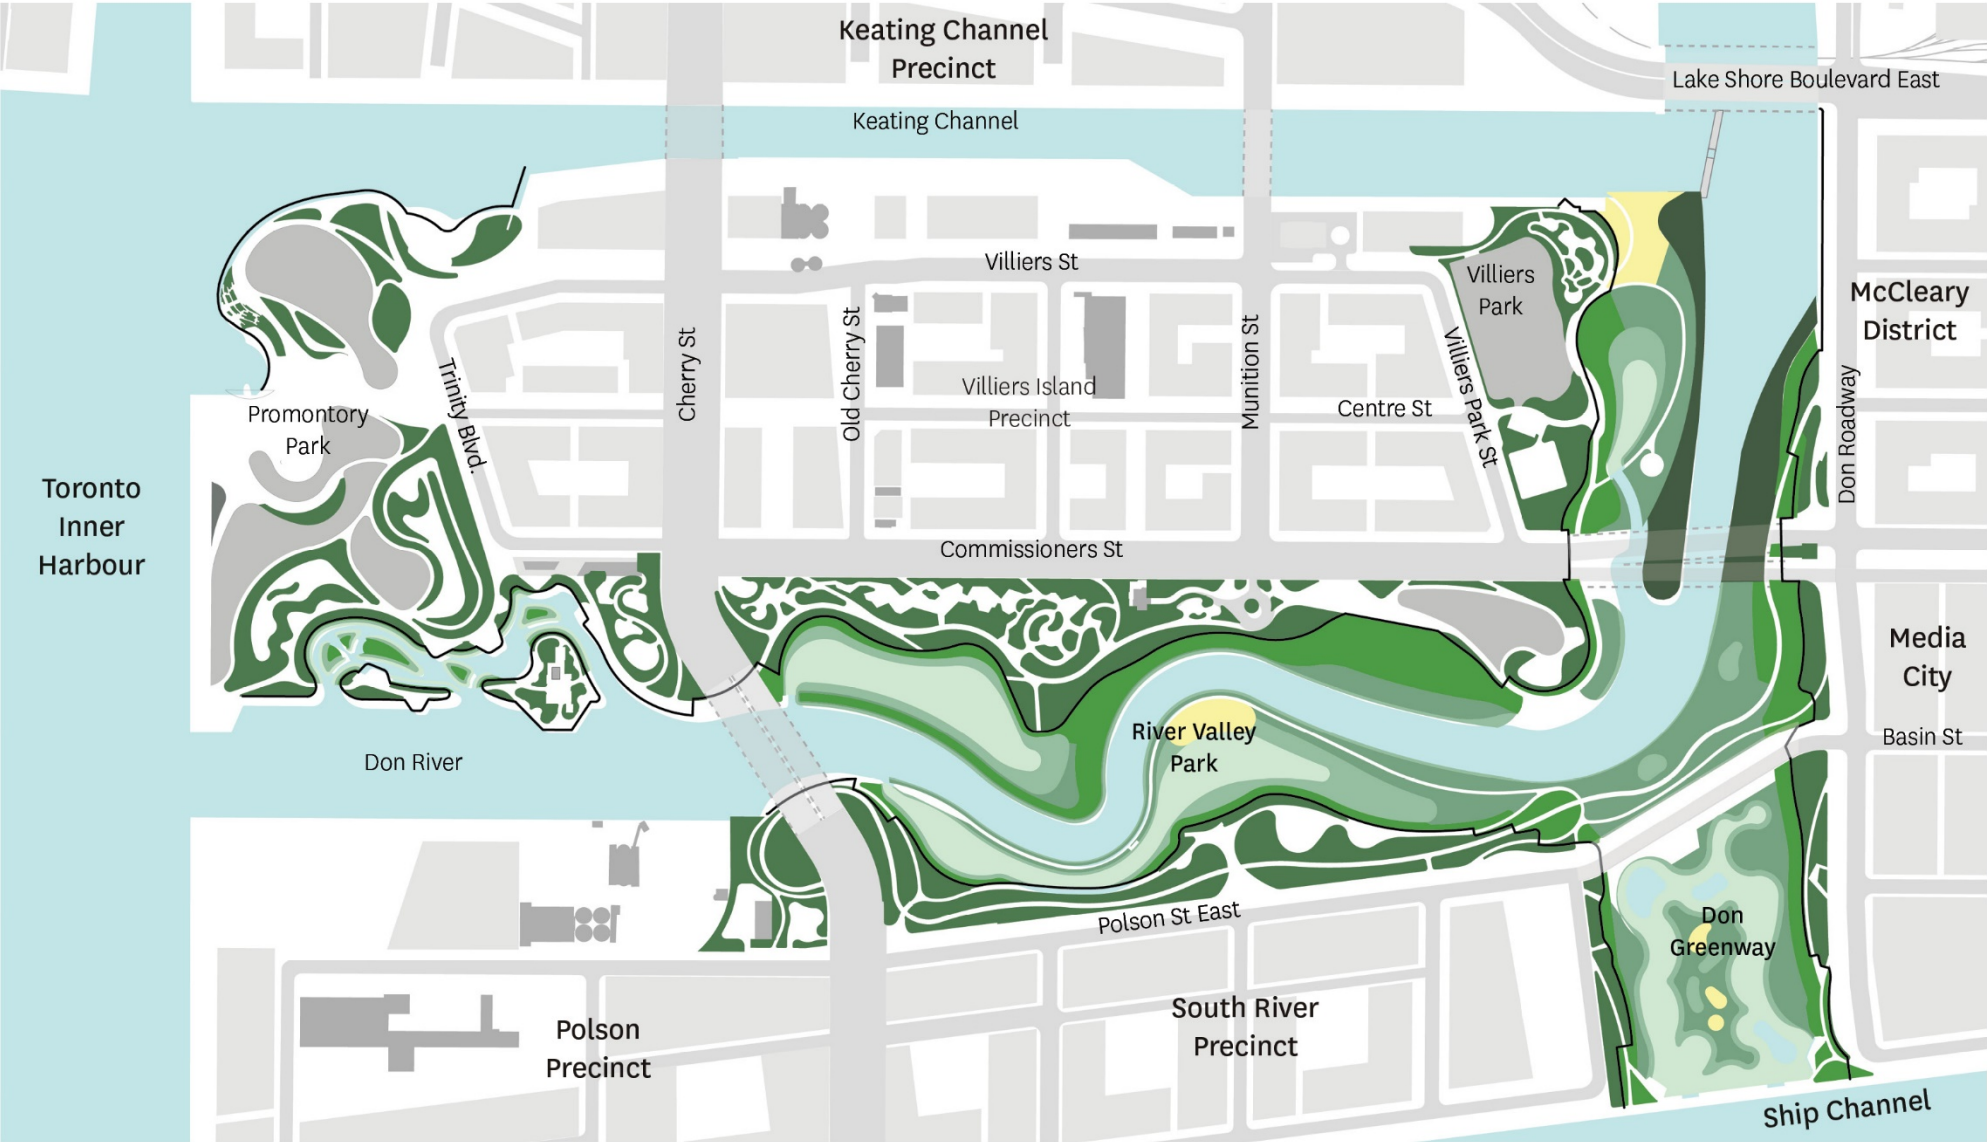 Keating Channel
Precinct
Lake Shore Boulevard East
Keating Channel
Villiers St
Villiers
Park
McCleary
District
Cherry St
Old Cherry St
Munition St
Villiers Park St
Trinity Blvd.
Don Roadway
Villiers Island
Precinct
Centre St
Promontory
Park
Toronto
Inner
Harbour
Commissioners St
Media
City
River Valley
Park
Basin St
Don River
Polson St East
Don
Greenway
South River
Precinct
Polson
Precinct
Ship Channel